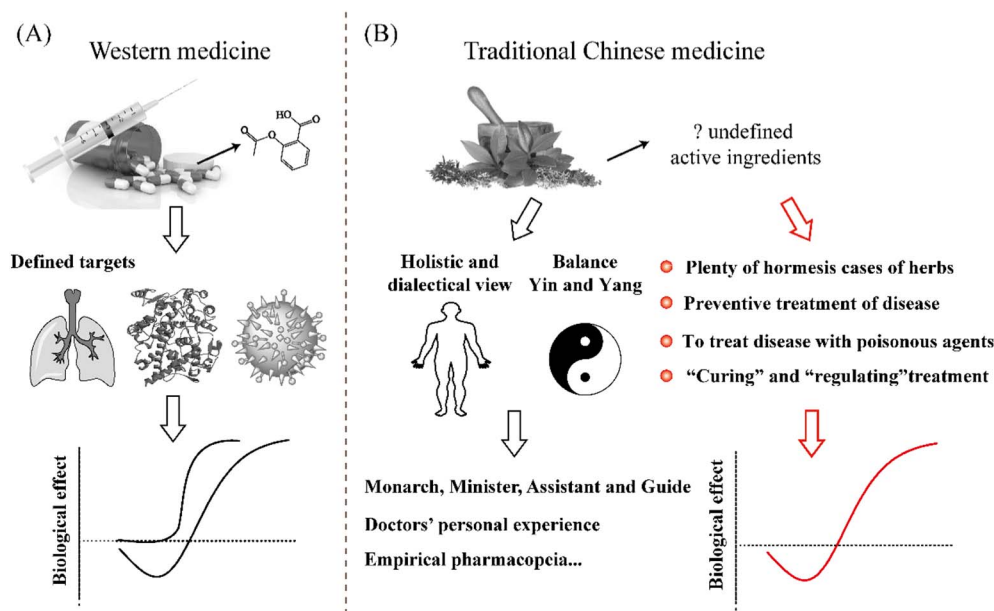 (A)
Western medicine
HO
O
O
O
Defined targets
Biological effect
(B)
Traditional Chinese medicine
? undefined
active ingredients
Holistic and
dialectical view
Balance
Yin and Yang
Plenty of hormesis cases of herbs
Preventive treatment of disease
To treat disease with poisonous agents
“Curing” and “regulating”treatment
Monarch, Minister, Assistant and Guide
Doctors’ personal experience
Empirical pharmacopcia...
Biological effect